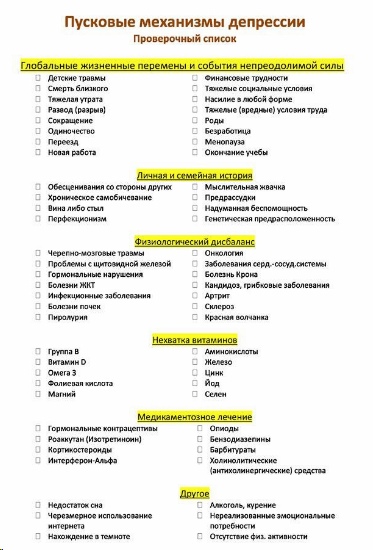 Пусковые механизмы депрессии
Проверочный список
Глобальные жизненные перемены и события непреодолимой силы
Детские травмы
Смерть близкого
Тяжелая утрата
Развод (разрыв)
Сокращение
Одиночество
Переезд
Новая работа
Финансовые трудности
Тяжелые социальные условия
Насилие в любой форме
Тяжелые (вредные) условия труда
Роды
Безработица
Менопауза
Окончание учебы
Личная и семейная история
Обесценивания со стороны других
Хроническое самобичевание
Вина либо стыл
Перфекционизм
Мыслительная жвачка
Предрассудки
Надуманная беспомощность
Генетическая предрасположенность
Физиологический дисбаланс
Черепно-мозговые травмы
Проблемы с щитовидной железой
Гормональные нарушения
Болезни ЖКТ
Инфекционные заболевания
Болезни почек
Пиролурия
Онкология
Заболевания серд.-сосуд.системы
Болезнь Крона
Кандидоз, грибковые заболевания
Артрит
Склероз
Красная волчанка
Нехватка витаминов
Группа В
Витамин D
Омега 3
Фолиевая кислота
Магний
Аминокислоты
Железо
Цинк
Йод
Селен
Медикаментозное лечение
Гормональные контрацептивы
Роаккутан (Изотретиноин)
Кортикостероиды
Интерферон-Альфа
Опиоды
Бензодиазепины
Барбитураты
Холинолитические
(антихолинергические) средства
Другое
Недостаток сна
Черезмерное использование
интернета
Нахождение в темноте
Алкоголь, курение
Нереализованные эмоциональные
потребности
Отсутствие физ. активности